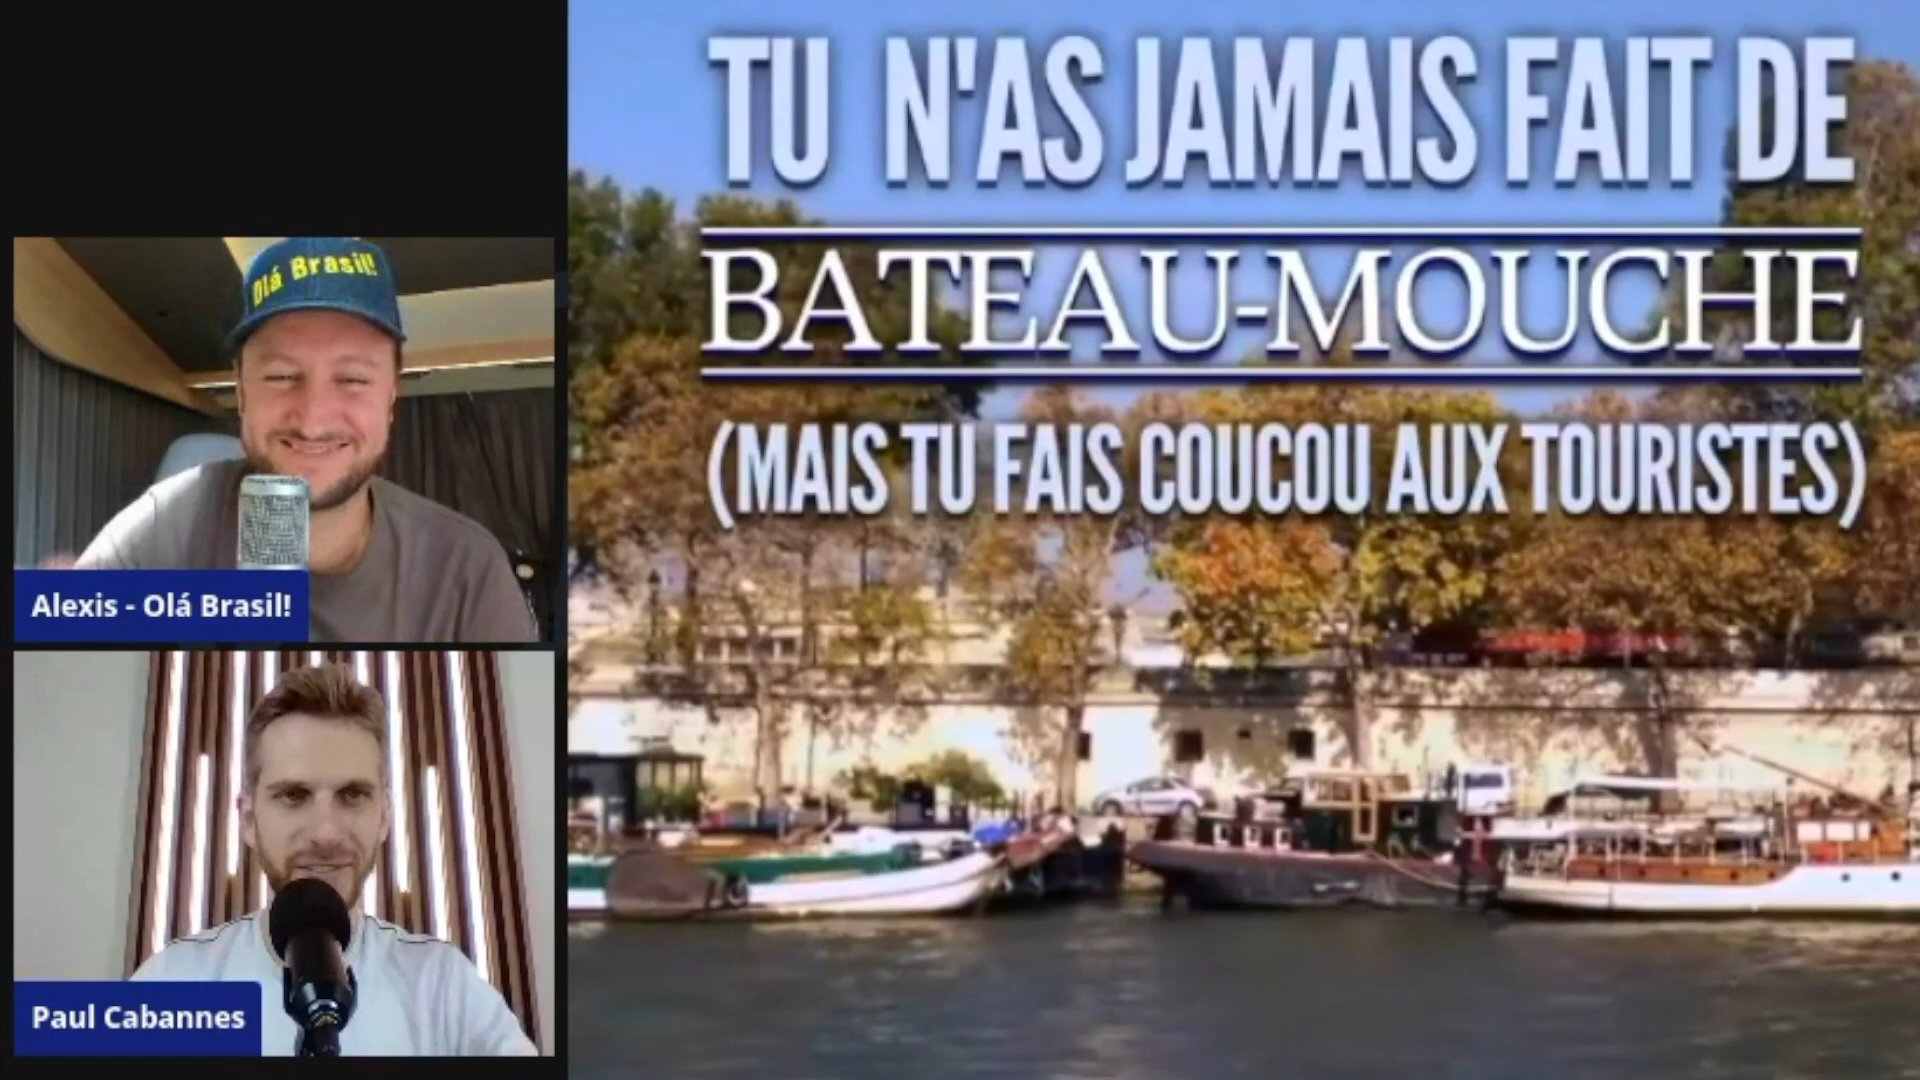 TU N'AS JAMAIS FAIT DE
BATEAU-MOUCHE
(MAIS TU FAIS COUCOU AUX TOURISTES)
Olá Brasil!
Alexis - Olá Brasil!
Paul Cabannes